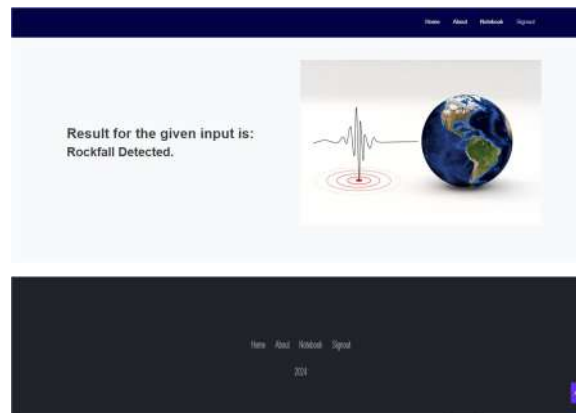 Home About Notebook Signout
Result for the given input is:
Rockfall Detected.
Home About Notebook Signout
2024